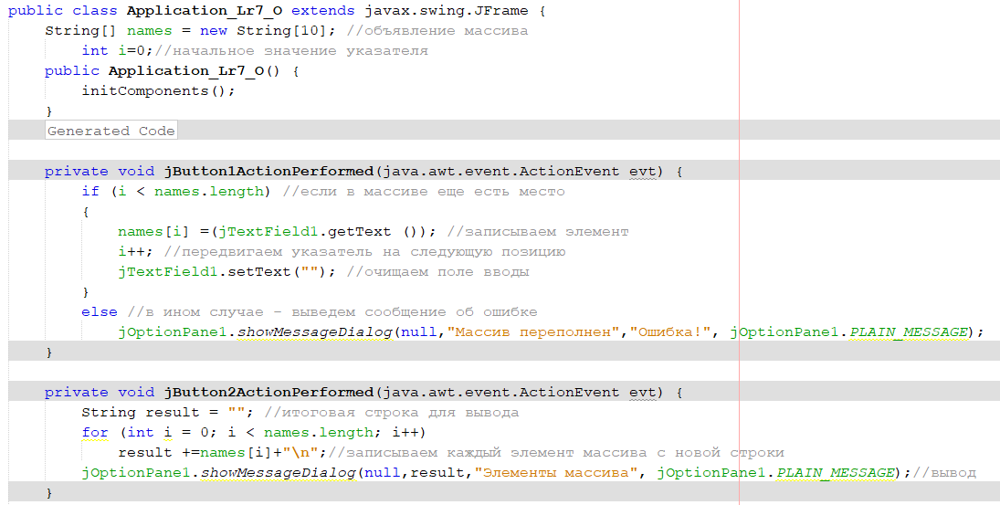 public class Application_Lr7_O extends javax.swing.JFrame {
String[] names = new String[10]; //объявление массива
int i=0;//начальное значение указателя
public Application_Lr7_O() {
initComponents();
}
Generated Code
private void jButton1ActionPerformed(java.awt.event.ActionEvent evt) {
if (i < names.length) //если в массиве еще есть место
{
names[i] =(jTextField1.getText ()); //записываем элемент
i++; //передвигаем указатель на следующую позицию
jTextField1.setText(""); //очищаем поле вводы
}
else //в ином случае – выведем сообщение об ошибке
jOptionPane1.showMessageDialog(null,"Массив переполнен","Ошибка!", jOptionPane1.PLAIN_MESSAGE);
}
private void jButton2ActionPerformed(java.awt.event.ActionEvent evt) {
String result = ""; //итоговая строка для вывода
for (int i = 0; i < names.length; i++)
result +=names[i]+"\n";//записываем каждый элемент массива с новой строки
jOptionPane1.showMessageDialog(null,result,"Элементы массива", jOptionPane1.PLAIN_MESSAGE);//вывод
}